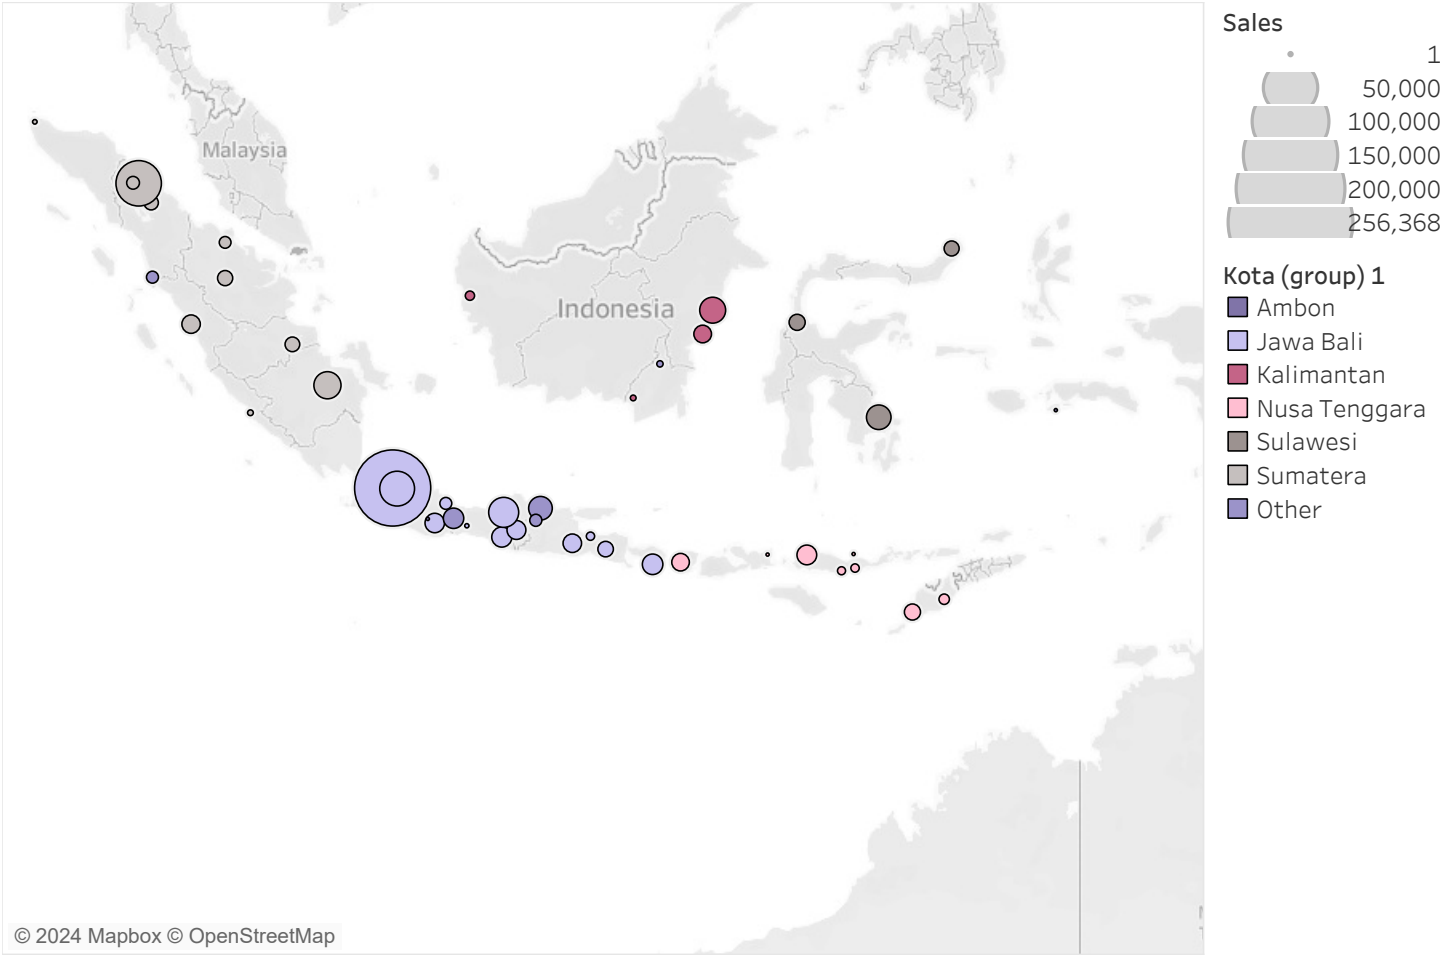 Malaysia
Indonesia
© 2024 Mapbox © OpenStreetMap
Sales
1
50,000
100,000
150,000
200,000
256,368
Kota (group) 1
Ambon
Jawa Bali
Kalimantan
Nusa Tenggara
Sulawesi
Sumatera
Other